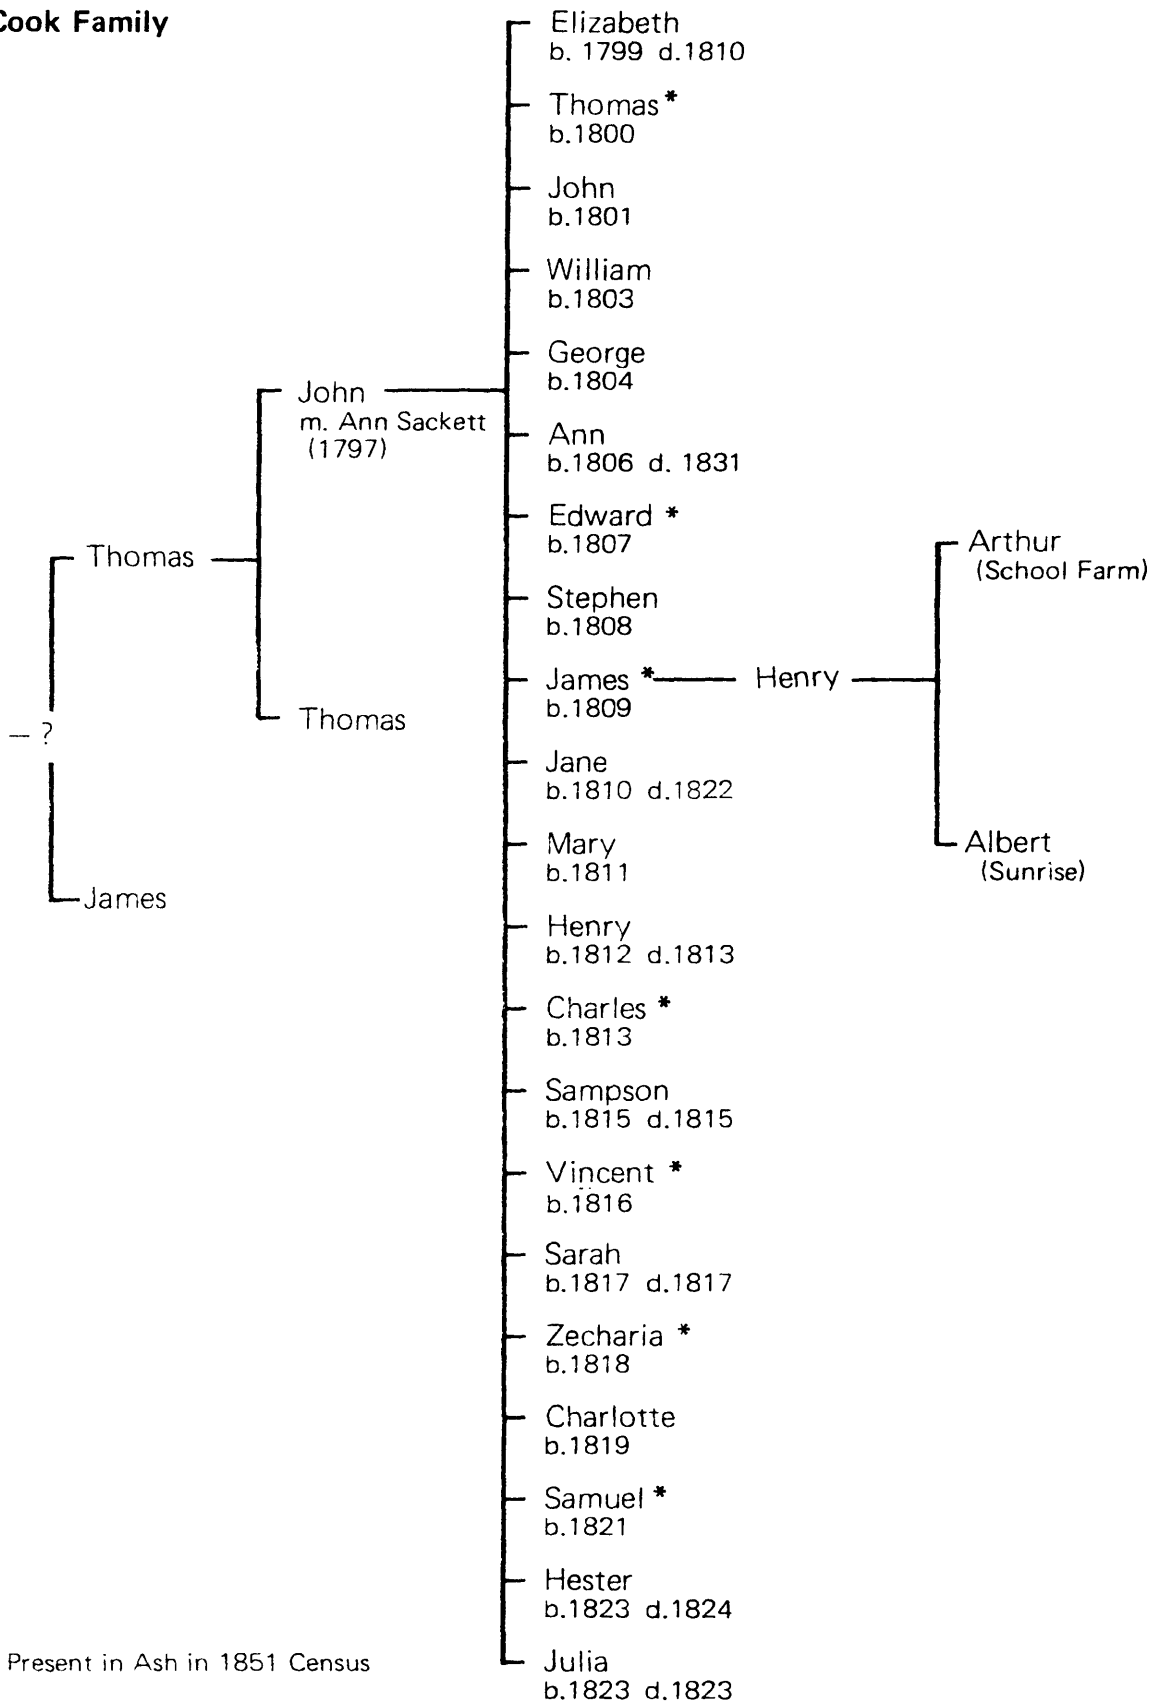 Cook Family
Elizabeth
b. 1799 d.1810
Thomas *
b.1800
John
b.1801
William
b.1803
George
b.1804
John
m. Ann Sackett
(1797)
Ann
b.1806 d. 1831
Edward *
b.1807
Arthur
(School Farm)
Thomas
Stephen
b.1808
James *
b.1809
Henry
Thomas
– ?
Jane
b.1810 d.1822
Mary
b.1811
Albert
(Sunrise)
James
Henry
b.1812 d.1813
Charles *
b.1813
Sampson
b.1815 d.1815
Vincent *
b.1816
Sarah
b.1817 d.1817
Zecharia *
b.1818
Charlotte
b.1819
Samuel *
b.1821
Hester
b.1823 d.1824
Present in Ash in 1851 Census
Julia
b.1823 d.1823